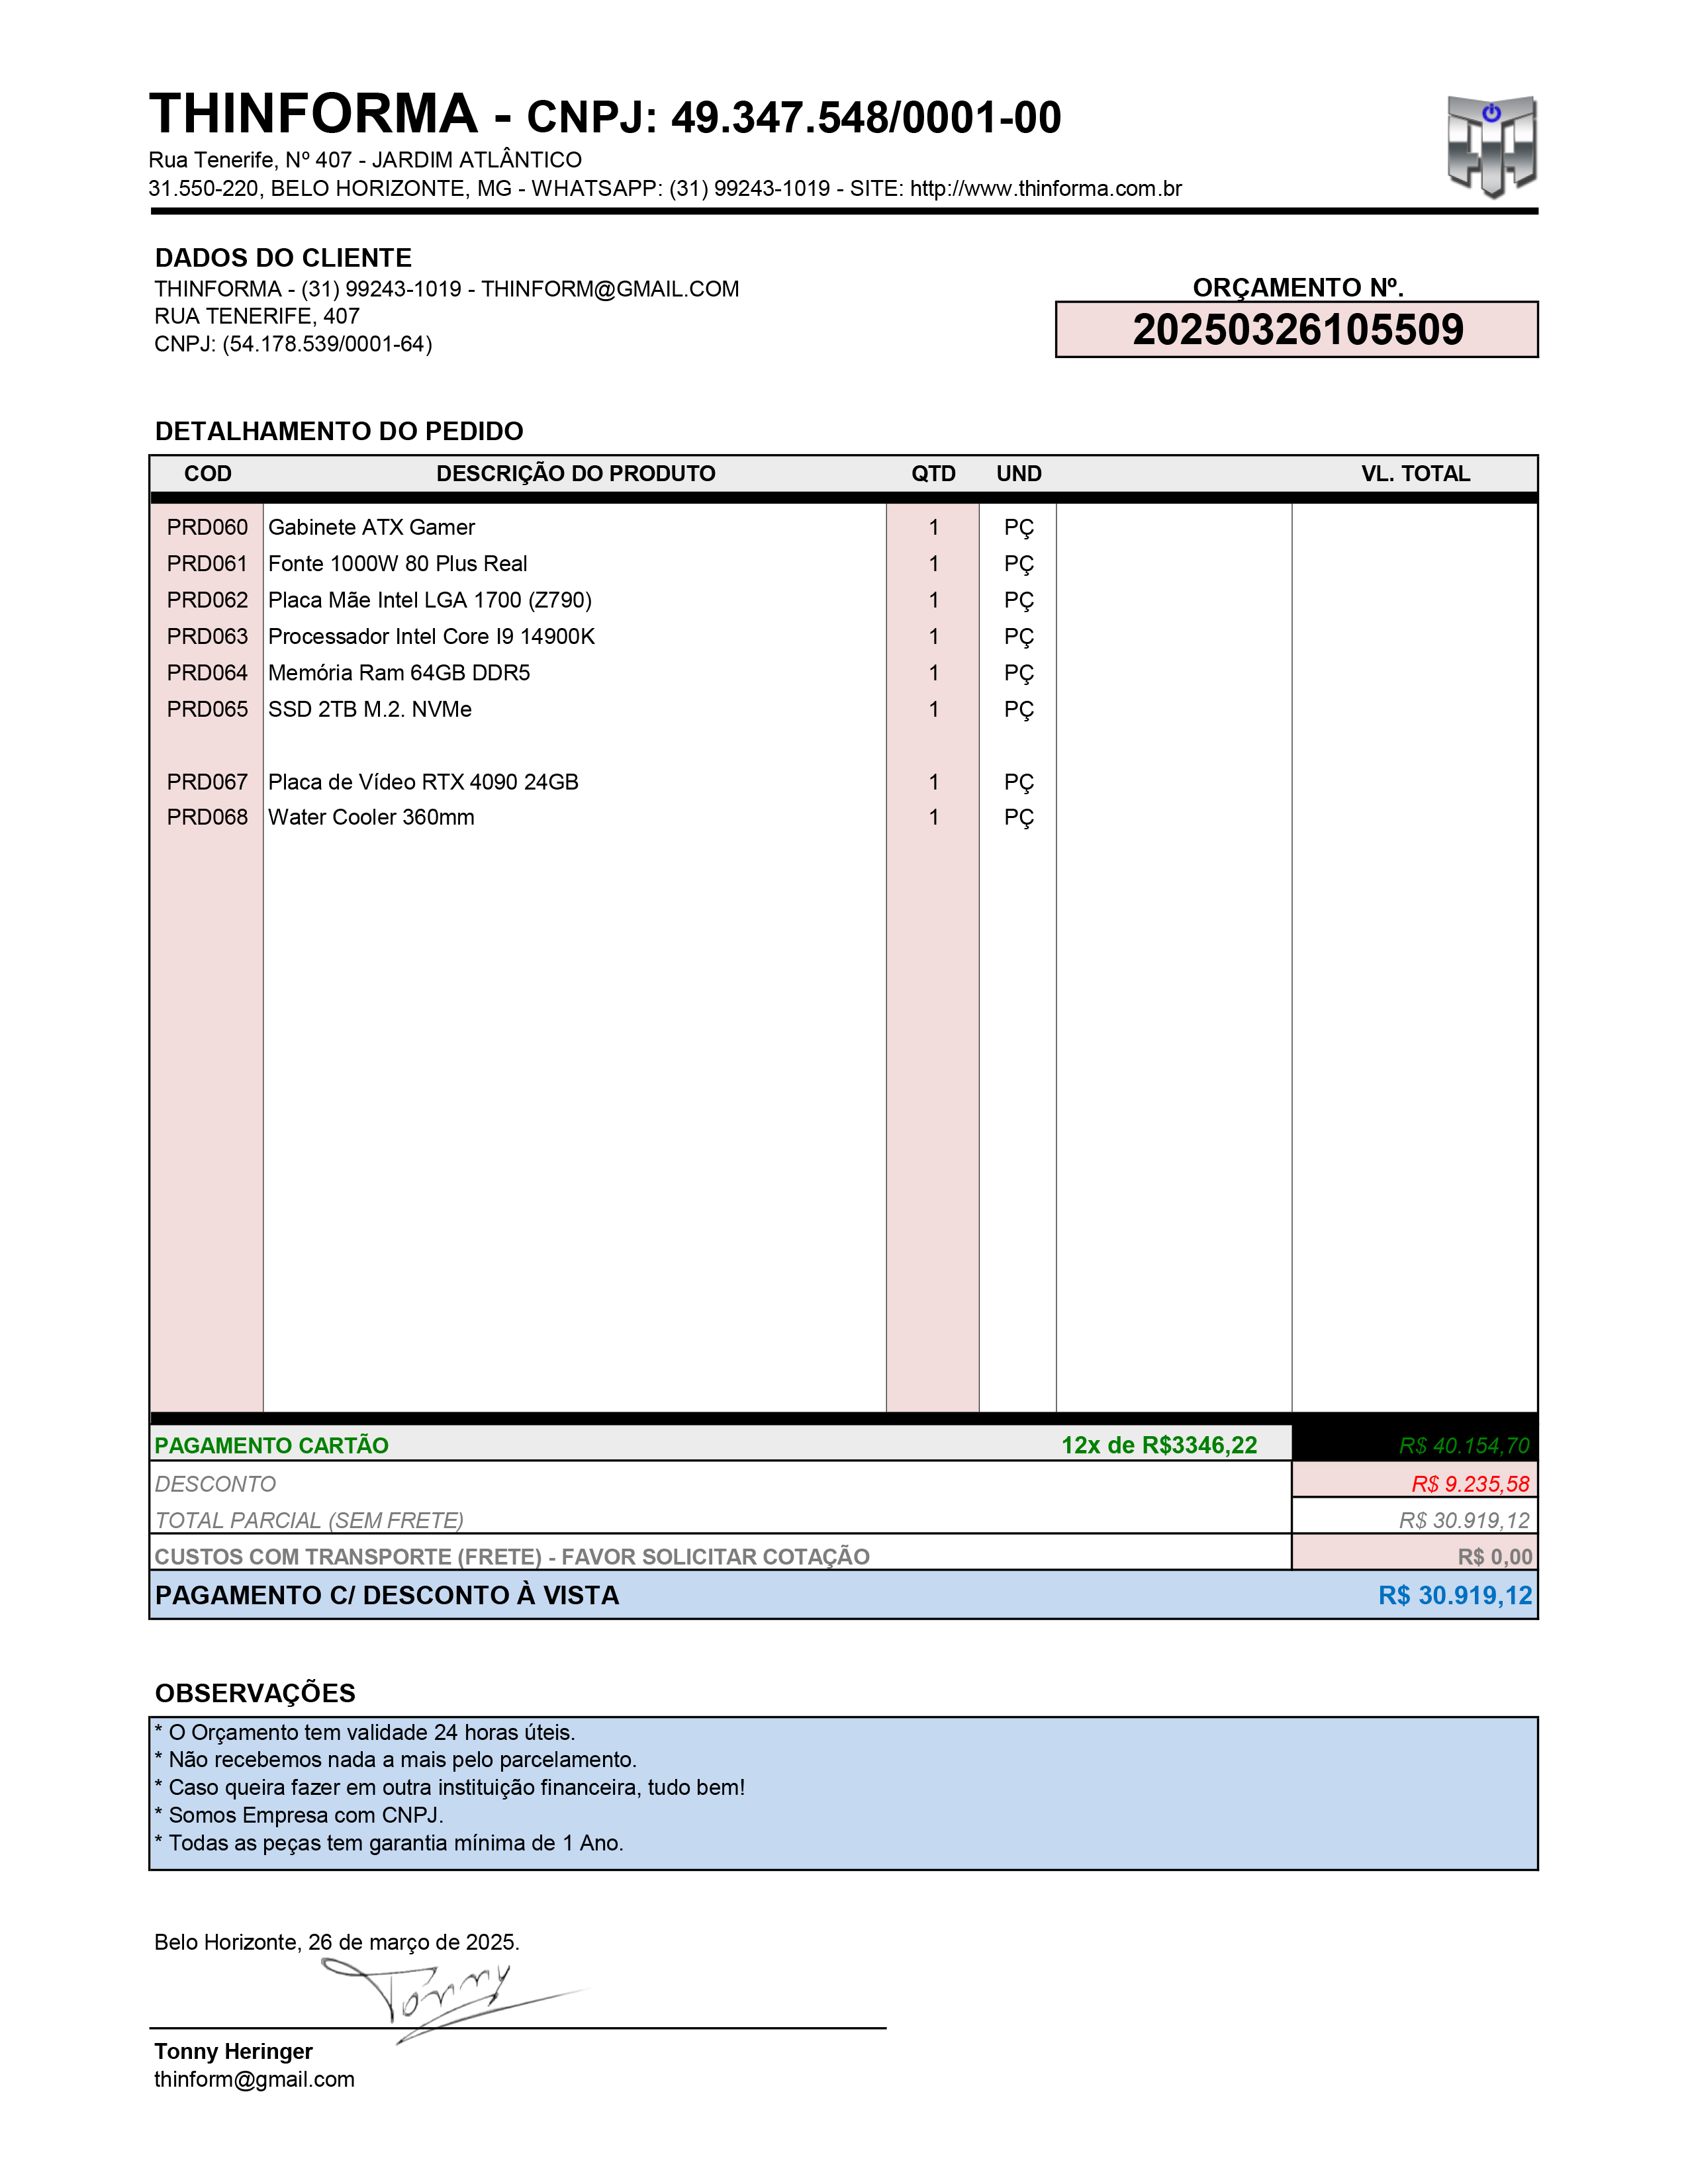 THINFORMA - CNPJ: 49.347.548/0001-00
Rua Tenerife, Nº 407 - JARDIM ATLÂNTICO
31.550-220, BELO HORIZONTE, MG - WHATSAPP: (31) 99243-1019 - SITE: http://www.thinforma.com.br
DADOS DO CLIENTE
THINFORMA - (31) 99243-1019 - THINFORM@GMAIL.COM
RUA TENERIFE, 407
CNPJ: (54.178.539/0001-64)
ORÇAMENTO Nº.
20250326105509
DETALHAMENTO DO PEDIDO
COD DESCRIÇÃO DO PRODUTO QTD UND VL. TOTAL
PRD060 Gabinete ATX Gamer 1 PÇ
PRD061 Fonte 1000W 80 Plus Real 1 PÇ
PRD062 Placa Mãe Intel LGA 1700 (Z790) 1 PÇ
PRD063 Processador Intel Core I9 14900K 1 PÇ
PRD064 Memória Ram 64GB DDR5 1 PÇ
PRD065 SSD 2TB M.2. NVMe 1 PÇ
PRD067 Placa de Vídeo RTX 4090 24GB 1 PÇ
PRD068 Water Cooler 360mm 1 PÇ
PAGAMENTO CARTÃO 12x de R$3346,22 R$ 40.154,70
DESCONTO R$ 9.235,58
TOTAL PARCIAL (SEM FRETE) R$ 30.919,12
CUSTOS COM TRANSPORTE (FRETE) - FAVOR SOLICITAR COTAÇÃO R$ 0,00
PAGAMENTO C/ DESCONTO À VISTA R$ 30.919,12
OBSERVAÇÕES
* O Orçamento tem validade 24 horas úteis.
* Não recebemos nada a mais pelo parcelamento.
* Caso queira fazer em outra instituição financeira, tudo bem!
* Somos Empresa com CNPJ.
* Todas as peças tem garantia mínima de 1 Ano.
Belo Horizonte, 26 de março de 2025.
Tonny
Tonny Heringer
thinform@gmail.com